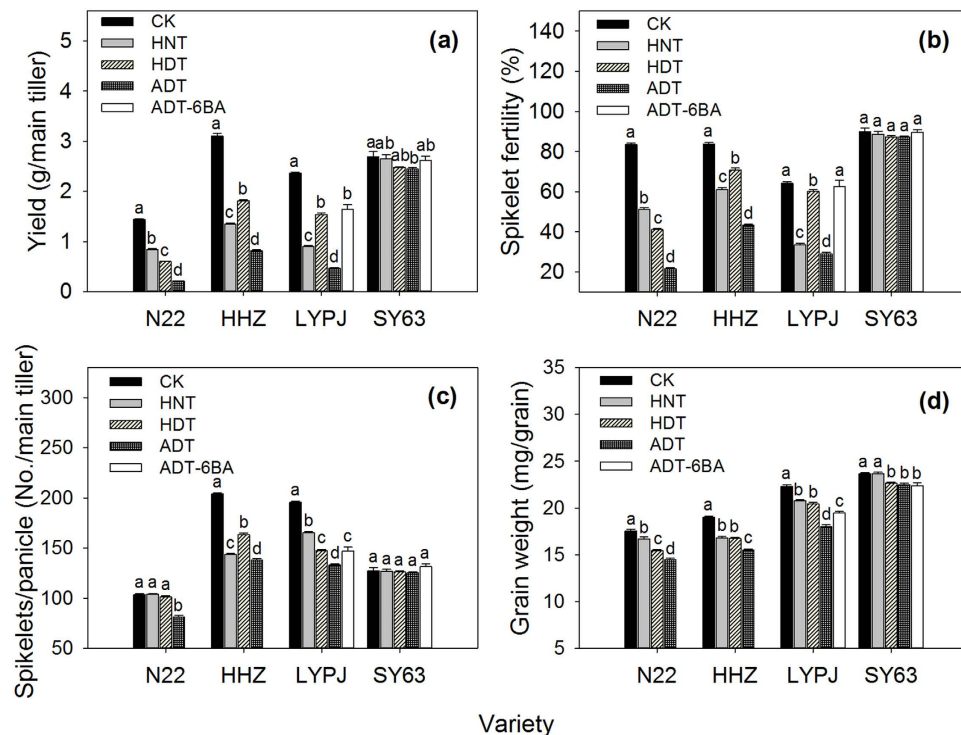 Yield (g/main tiller)
5
4
3
2
1
0
CK
HNT
HDT
ADT
ADT-6BA
(a)
a b c d
a c b d
a c b d b
a ab ab b ab
N22 HHZ LYPJ SY63
Spikelet fertility (%)
140
120
100
80
60
40
20
CK
HNT
HDT
ADT
ADT-6BA
(b)
a b c d
a c b d
a c b d a
a a a a a
N22 HHZ LYPJ SY63
Spikelets/panicle (No./main tiller)
300
250
200
150
100
50
CK
HNT
HDT
ADT
ADT-6BA
(c)
a a a b
a c b d
a b c d c
a a a a a
N22 HHZ LYPJ SY63
Grain weight (mg/grain)
35
30
25
20
15
10
5
CK
HNT
HDT
ADT
ADT-6BA
(d)
a b c d
a b b c
a b b d c
a a b b b
N22 HHZ LYPJ SY63
Variety